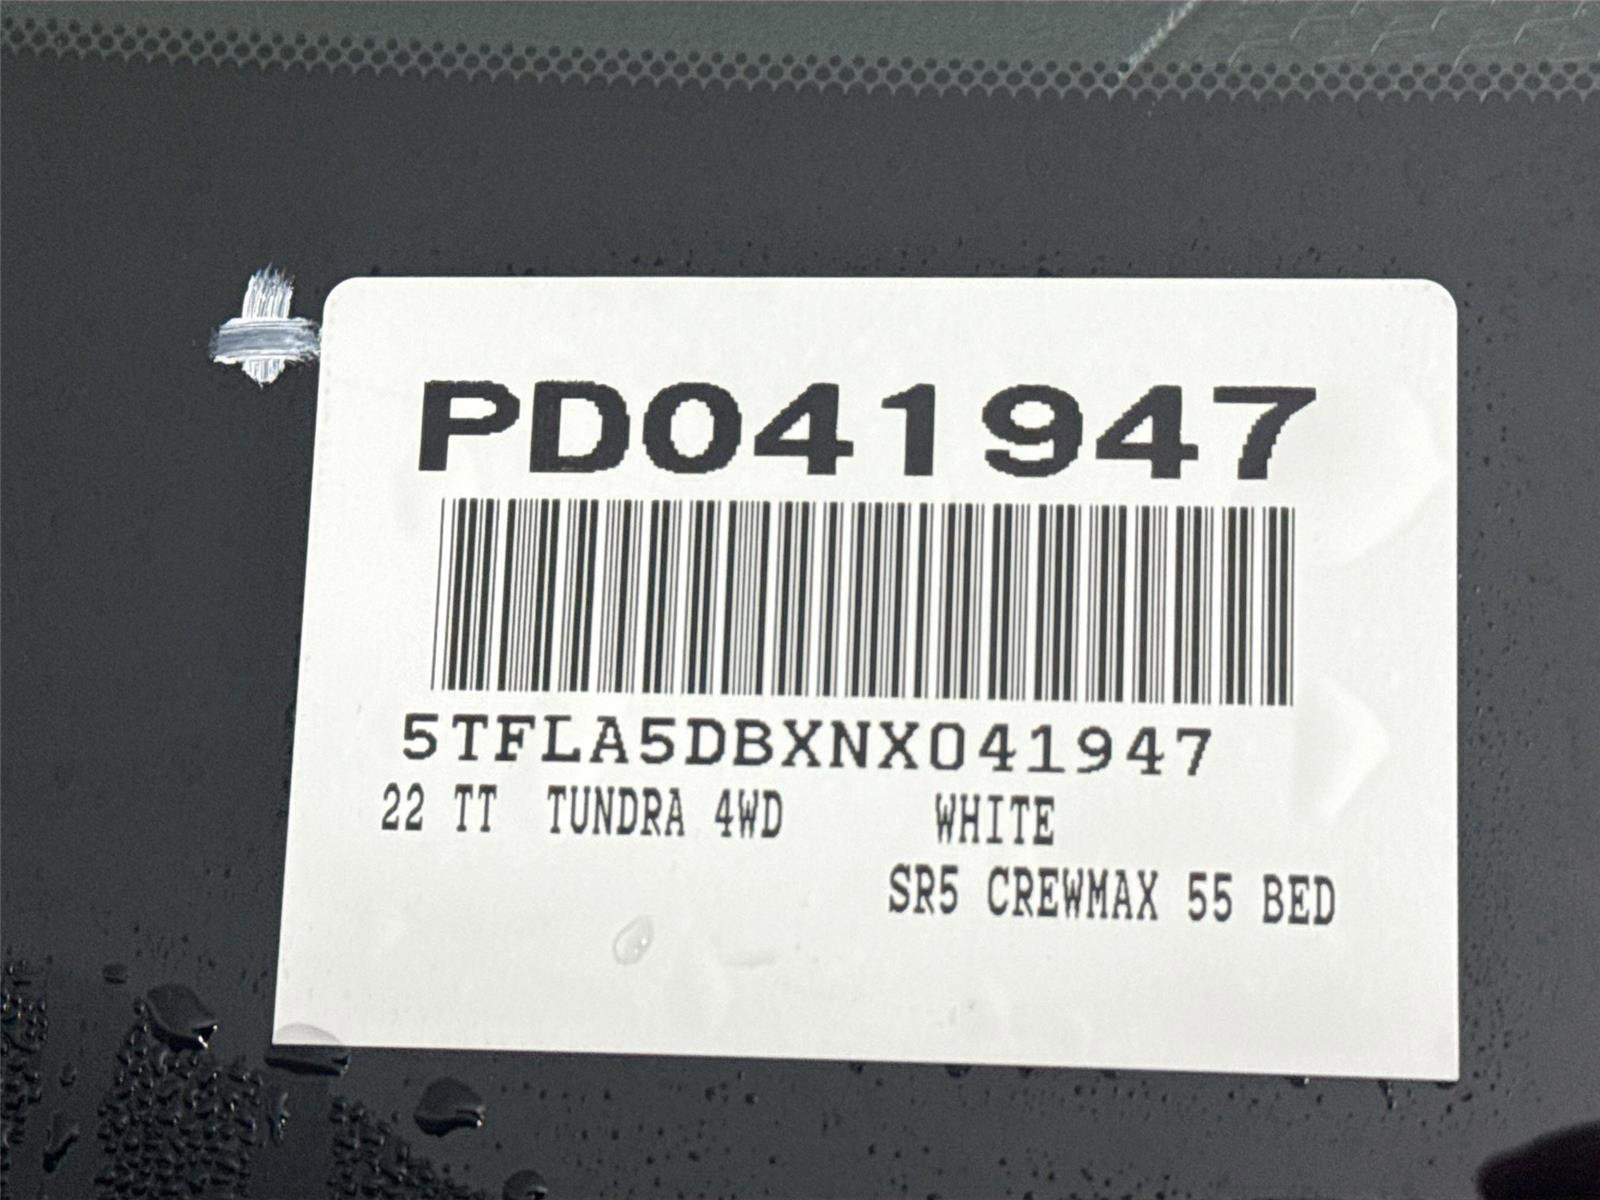 PD041947
5TFLA5DBXNX041947
22 TT TUNDRA 4WD WHITE
SR5 CREWMAX 55 BED